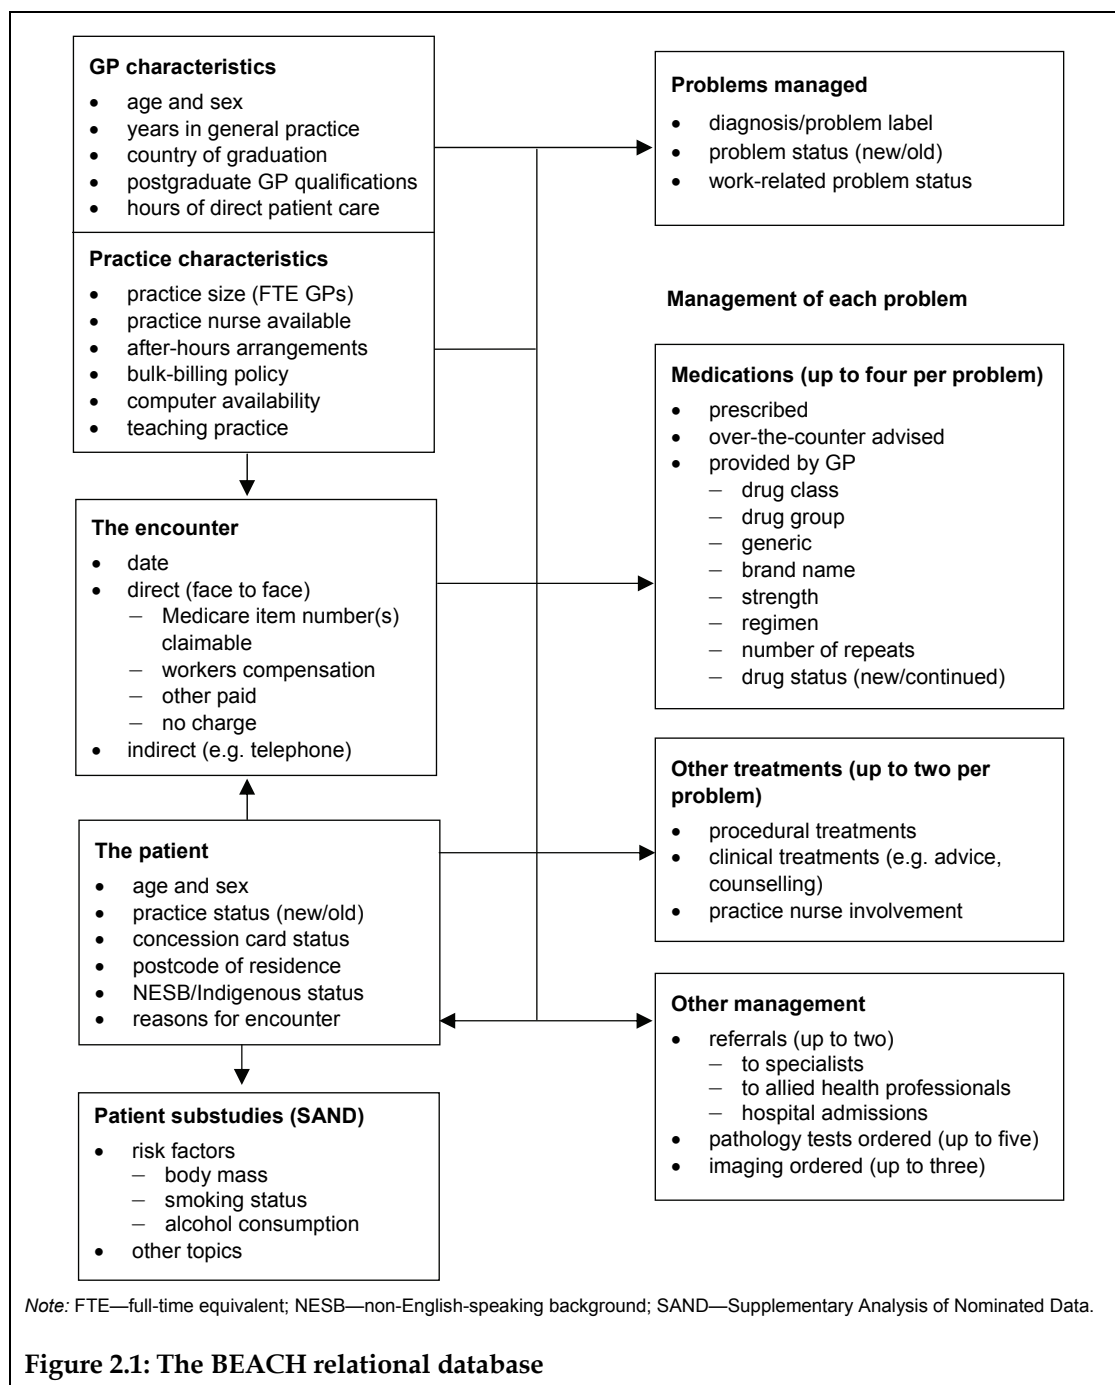 GP characteristics
• age and sex
• years in general practice
• country of graduation
• postgraduate GP qualifications
• hours of direct patient care
Practice characteristics
• practice size (FTE GPs)
• practice nurse available
• after-hours arrangements
• bulk-billing policy
• computer availability
• teaching practice
The encounter
• date
• direct (face to face)
– Medicare item number(s)
claimable
– workers compensation
– other paid
– no charge
• indirect (e.g. telephone)
The patient
• age and sex
• practice status (new/old)
• concession card status
• postcode of residence
• NESB/Indigenous status
• reasons for encounter
Patient substudies (SAND)
• risk factors
– body mass
– smoking status
– alcohol consumption
• other topics
Problems managed
• diagnosis/problem label
• problem status (new/old)
• work-related problem status
Management of each problem
Medications (up to four per problem)
• prescribed
• over-the-counter advised
• provided by GP
– drug class
– drug group
– generic
– brand name
– strength
– regimen
– number of repeats
– drug status (new/continued)
Other treatments (up to two per
problem)
• procedural treatments
• clinical treatments (e.g. advice,
counselling)
• practice nurse involvement
Other management
• referrals (up to two)
– to specialists
– to allied health professionals
– hospital admissions
• pathology tests ordered (up to five)
• imaging ordered (up to three)
Note: FTE—full-time equivalent; NESB—non-English-speaking background; SAND—Supplementary Analysis of Nominated Data.
Figure 2.1: The BEACH relational database